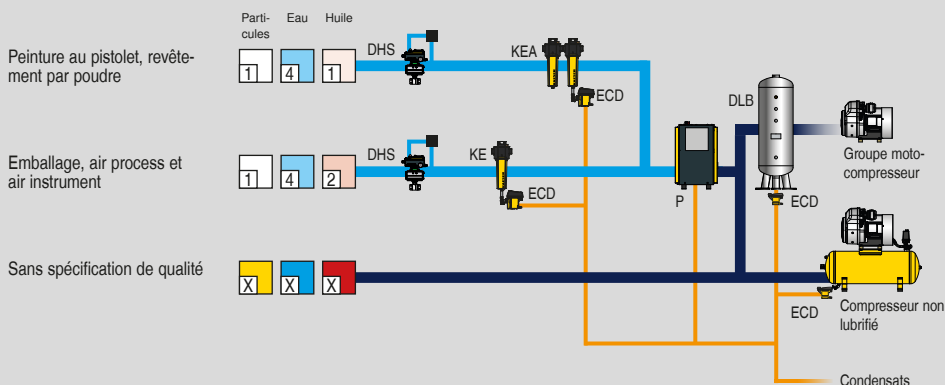 Parti-
cules
Eau
Huile
Peinture au pistolet, revête-
ment par poudre
1
4
1
DHS
KEA
ECD
DLB
Groupe moto-
compresseur
Emballage, air process et
air instrument
1
4
2
DHS
KE
ECD
P
ECD
Sans spécification de qualité
X
X
X
ECD
Compresseur non
lubrifié
Condensats